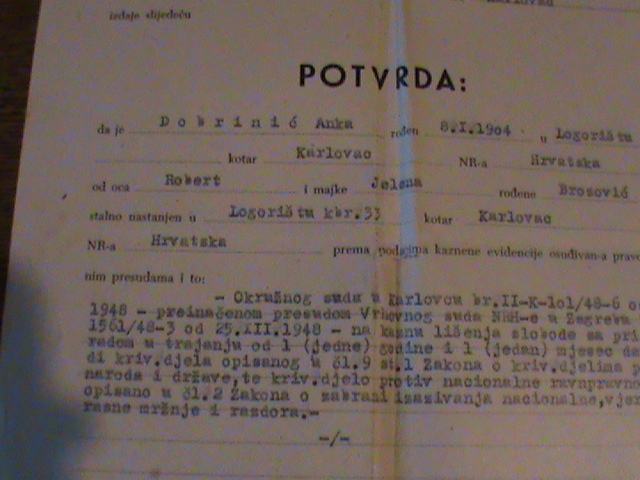 Karlovac
izdaje slijedeću
POTVRDA:
da je Dobrinić Anka rođen 8.I.1904. u Logorištu
kotar Karlovac NR-a Hrvatska
od oca Robert i majke Jelena rođene Brozović
stalno nastanjen u Logorištu kbr.33 kotar Karlovac
NR-a Hrvatska prema podacima kaznene evidencije osuđivan-a pravo
nim presudama i to:
- Okružnog suda u Karlovcu br.II-K-101/48-6 o
1948 - preinačenom presudom Vrhovnog suda NRH-e u Zagrebu
1561/48-3 od 25.XII.1948 - na kaznu lišenja slobode sa pri
radom u trajanju od 1 (jedne) godine i 1 (jedan) mjesec da
di kriv.djela opisanog u čl.9 st.1 Zakona o kriv.djelima p
naroda i države, te kriv.djelo protiv nacionalne ravnpravn
opisano u čl.2 Zakona o zabrani izazivanja nacionalne, vjer
rasne mržnje i razdora.-
-/-